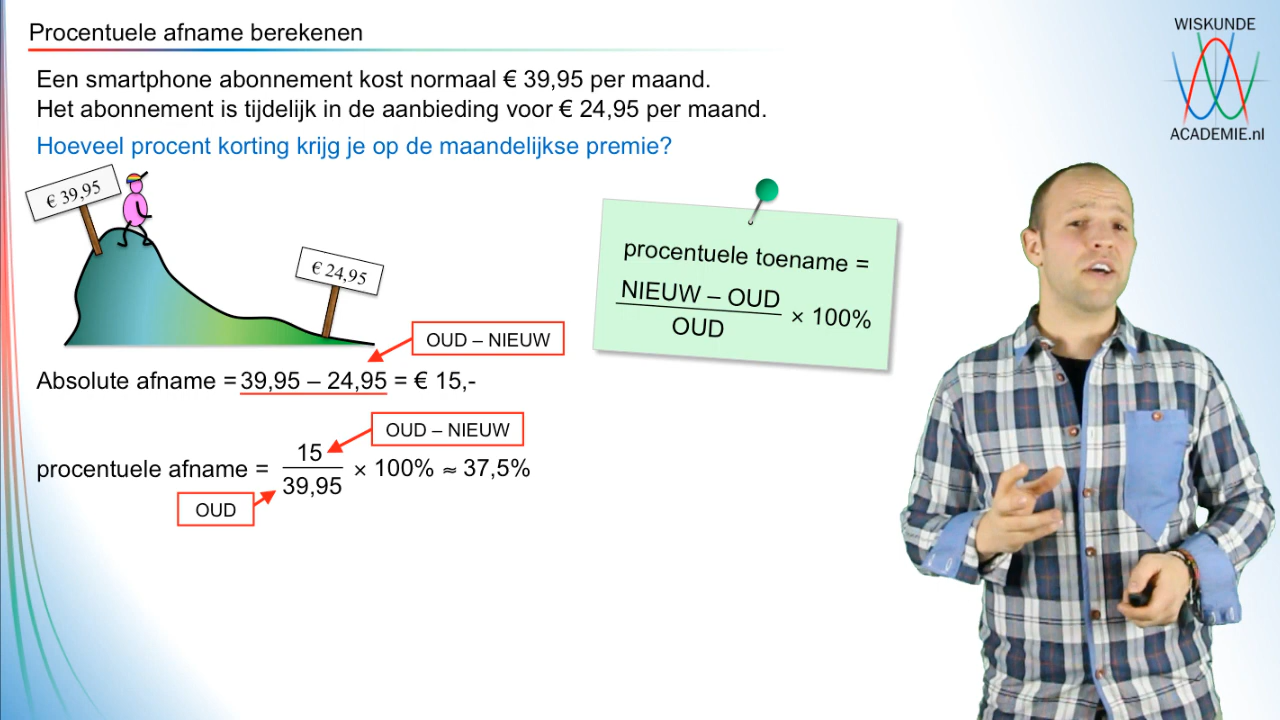 Procentuele afname berekenen
WISKUNDE
ACADEMIE.nl
Een smartphone abonnement kost normaal € 39,95 per maand.
Het abonnement is tijdelijk in de aanbieding voor € 24,95 per maand.
Hoeveel procent korting krijg je op de maandelijkse premie?
€ 39,95
€ 24,95
procentuele toename =
NIEUW – OUD
OUD
× 100%
OUD – NIEUW
Absolute afname = 39,95 – 24,95 = € 15,-
OUD – NIEUW
procentuele afname = 15
39,95
× 100% ≈ 37,5%
OUD